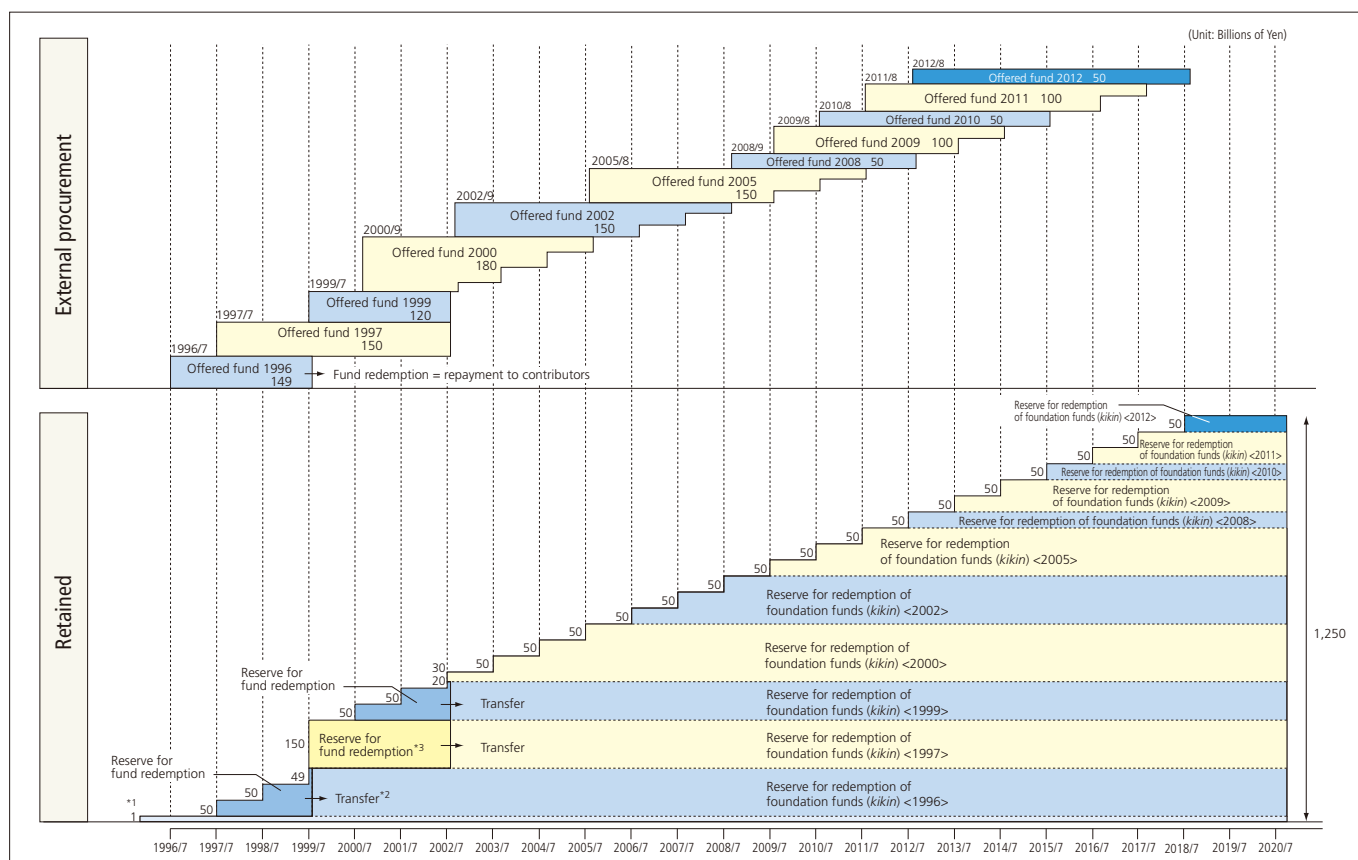 (Unit: Billions of Yen)
External procurement
2012/8
Offered fund 2012 50
2011/8
Offered fund 2011 100
2010/8
Offered fund 2010 50
2009/8
Offered fund 2009 100
2008/9
Offered fund 2008 50
2005/8
Offered fund 2005
150
2002/9
Offered fund 2002
150
2000/9
Offered fund 2000
180
1999/7
Offered fund 1999
120
1997/7
Offered fund 1997
150
1996/7
Offered fund 1996
149
Fund redemption = repayment to contributors
Retained
Reserve for redemption
of foundation funds (kikin) <2012>
50
50
Reserve for redemption
of foundation funds (kikin) <2011>
50
Reserve for redemption of foundation funds (kikin) <2010>
50
50
Reserve for redemption
of foundation funds (kikin) <2009>
50
Reserve for redemption of foundation funds (kikin) <2008>
50
50
Reserve for redemption
of foundation funds (kikin) <2005>
50
50
50
Reserve for redemption of
foundation funds (kikin) <2002>
50
50
50
Reserve for redemption of
foundation funds (kikin) <2000>
50
50
30
20
Reserve for
fund redemption
50
50
Transfer
Reserve for redemption of
foundation funds (kikin) <1999>
150
Reserve for
fund redemption*3
Transfer
Reserve for redemption of
foundation funds (kikin) <1997>
Reserve for
fund redemption
49
50
50
Transfer*2
Reserve for redemption of
foundation funds (kikin) <1996>
*1
1
1,250
1996/7 1997/7 1998/7 1999/7 2000/7 2001/7 2002/7 2003/7 2004/7 2005/7 2006/7 2007/7 2008/7 2009/7 2010/7 2011/7 2012/7 2013/7 2014/7 2015/7 2016/7 2017/7 2018/7 2019/7 2020/7